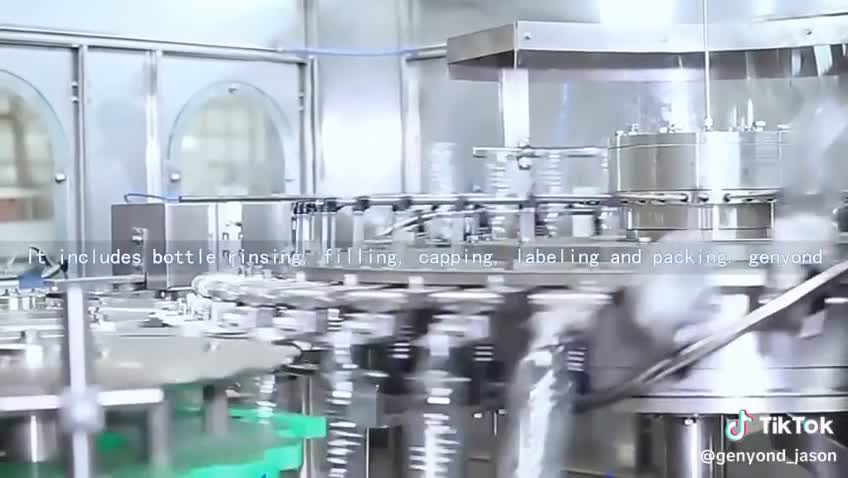 It includes bottle rinsing, filling, capping, labeling and packing. genyond
TikTok
@genyond_jason